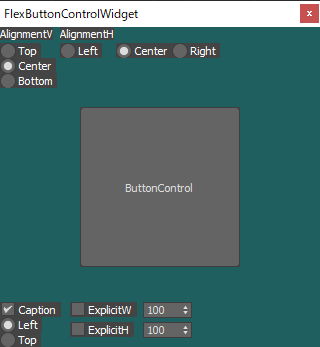 FlexButtonControlWidget
AlignmentV AlignmentH
Top Left Center Right
Center
Bottom
ButtonControl
Caption ExplicitW 100
Left ExplicitH 100
Top